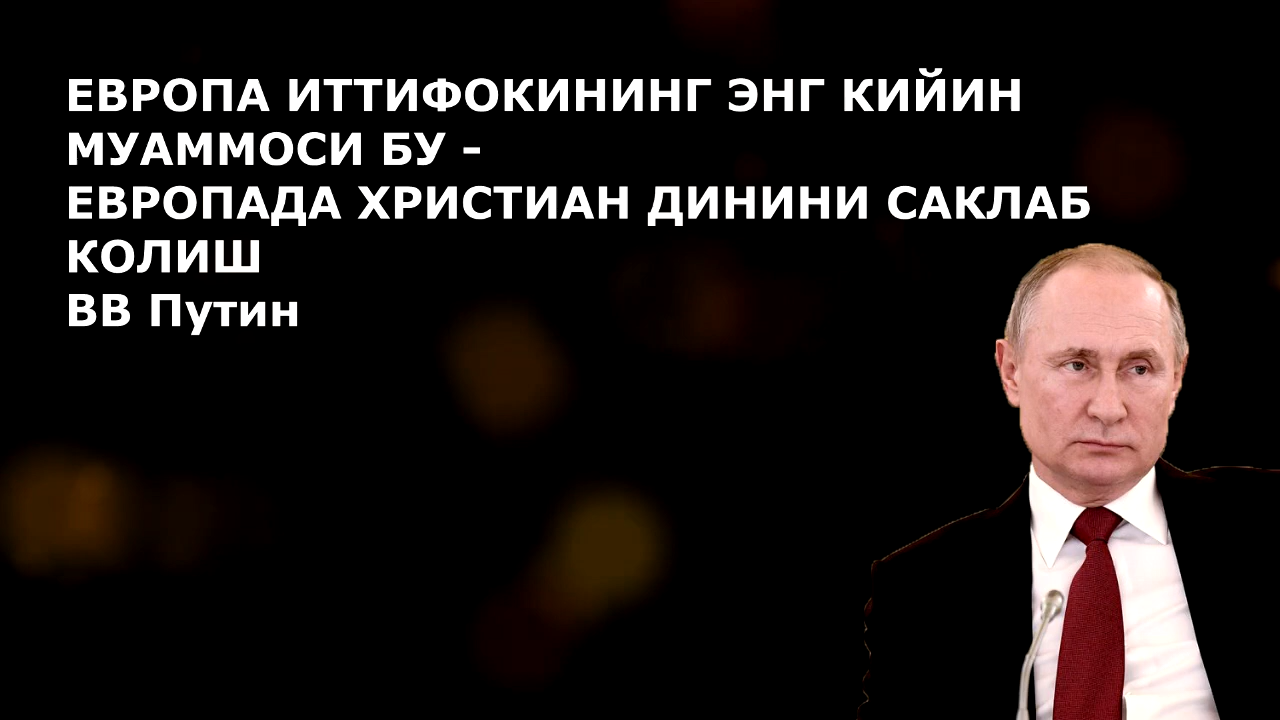 ЕВРОПА ИТТИФОКИНИНГ ЭНГ КИЙИН
МУАММОСИ БУ –
ЕВРОПАДА ХРИСТИАН ДИНИНИ САКЛАБ
КОЛИШ
ВВ Путин